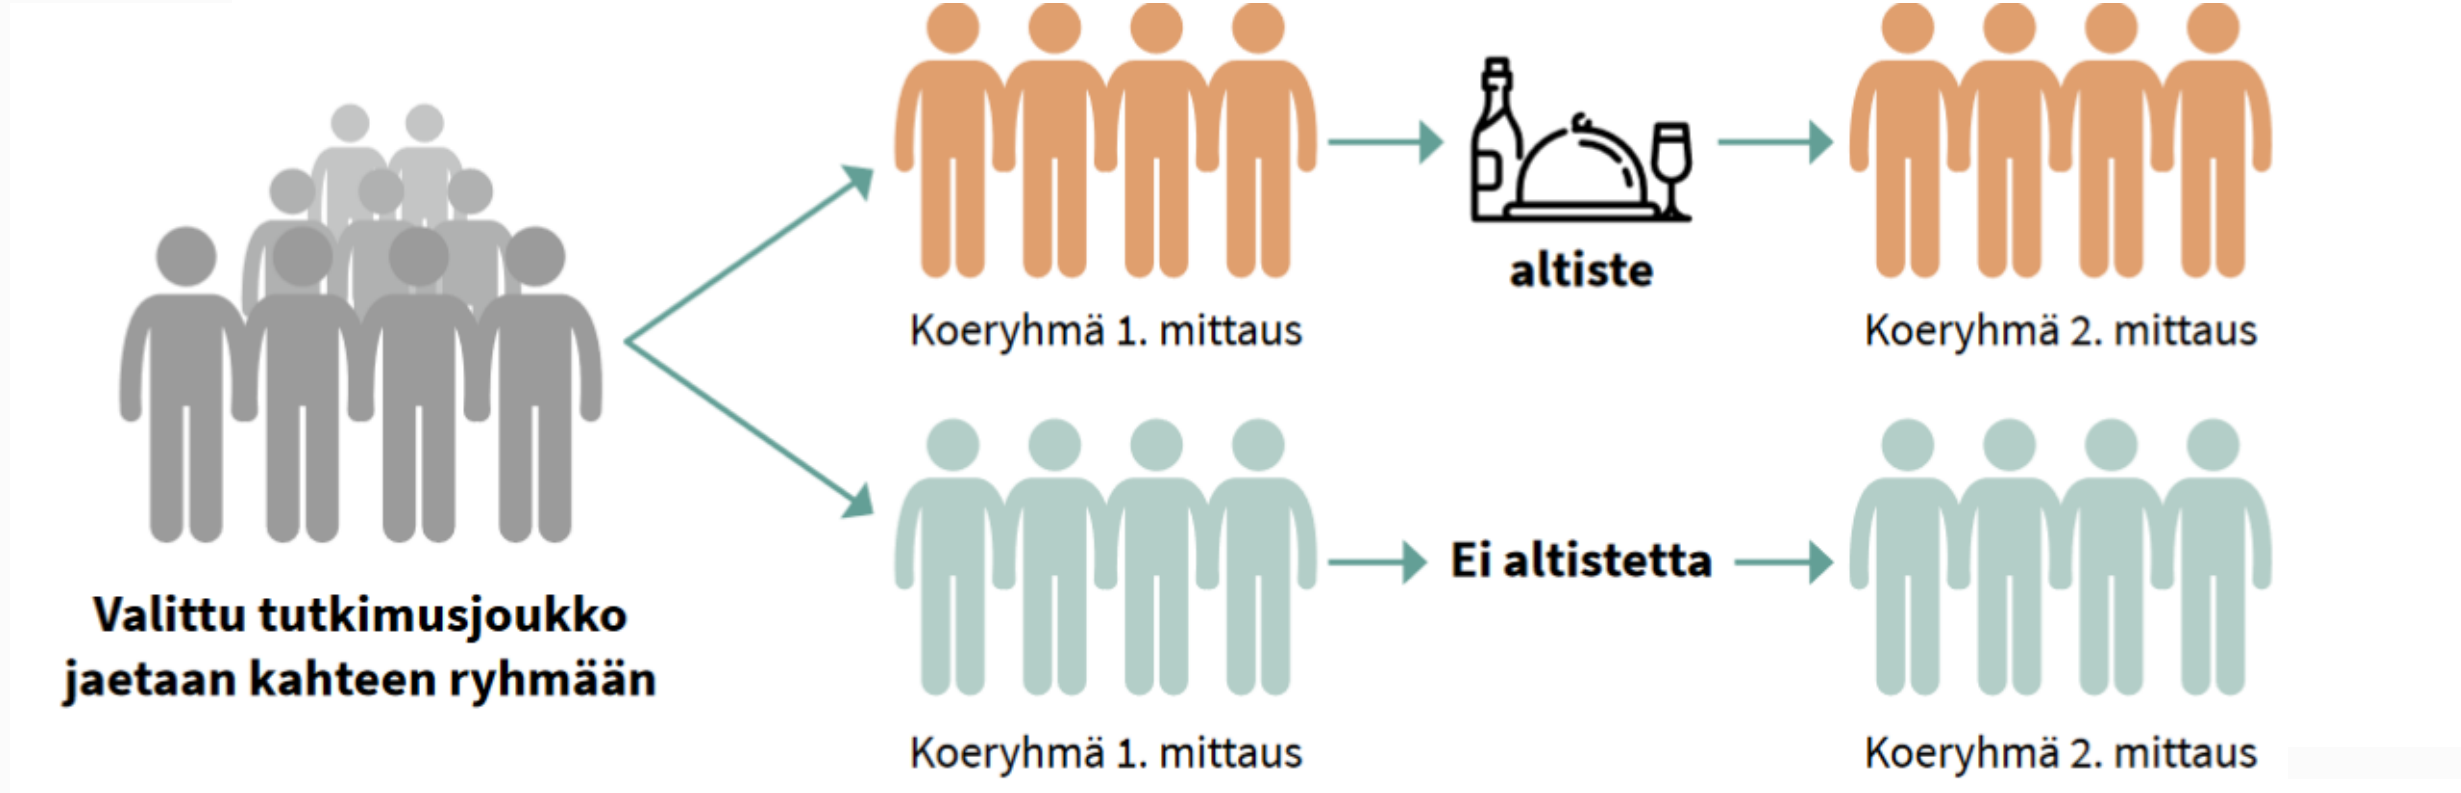 Valittu tutkimusjoukko
jaetaan kahteen ryhmään
Koeryhmä 1. mittaus
altiste
Koeryhmä 2. mittaus
Koeryhmä 1. mittaus
Ei altistetta
Koeryhmä 2. mittaus